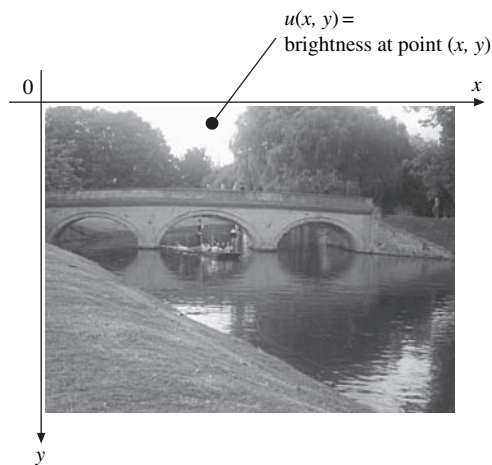 u(x, y) =
brightness at point (x, y)
0
x
y